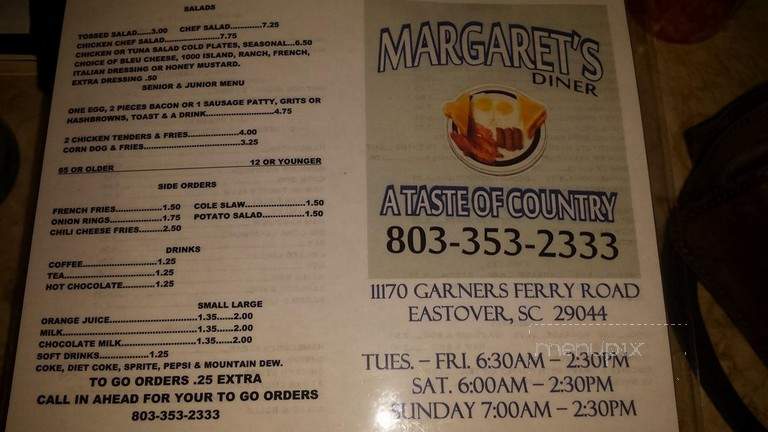 SALADS
TOSSED SALAD......3.00 CHEF SALAD.............7.25
CHICKEN CHEF SALAD........................7.75
CHICKEN OR TUNA SALAD COLD PLATES, SEASONAL...6.50
CHOICE OF BLEU CHEESE, 1000 ISLAND, RANCH, FRENCH,
ITALIAN DRESSING OR HONEY MUSTARD.
EXTRA DRESSING .50
SENIOR & JUNIOR MENU
ONE EGG, 2 PIECES BACON OR 1 SAUSAGE PATTY, GRITS OR
HASHBROWNS, TOAST & A DRINK.....................4.75
2 CHICKEN TENDERS & FRIES...................4.00
CORN DOG & FRIES....................................3.25
65 OR OLDER 12 OR YOUNGER
SIDE ORDERS
FRENCH FRIES...............1.50 COLE SLAW......................1.50
ONION RINGS................1.75 POTATO SALAD...............1.50
CHILI CHEESE FRIES........2.50
DRINKS
COFFEE..........................1.25
TEA................................1.25
HOT CHOCOLATE...........1.25
SMALL LARGE
ORANGE JUICE......................1.35......2.00
MILK.......................................1.35......2.00
CHOCOLATE MILK.................1.35......2.00
SOFT DRINKS.................1.25
COKE, DIET COKE, SPRITE, PEPSI & MOUNTAIN DEW.
TO GO ORDERS .25 EXTRA
CALL IN AHEAD FOR YOUR TO GO ORDERS
803-353-2333
MARGARET'S
DINER
A TASTE OF COUNTRY
803-353-2333
11170 GARNERS FERRY ROAD
EASTOVER, SC 29044
menupix
TUES. – FRI. 6:30AM – 2:30PM
SAT. 6:00AM – 2:30PM
SUNDAY 7:00AM – 2:30PM